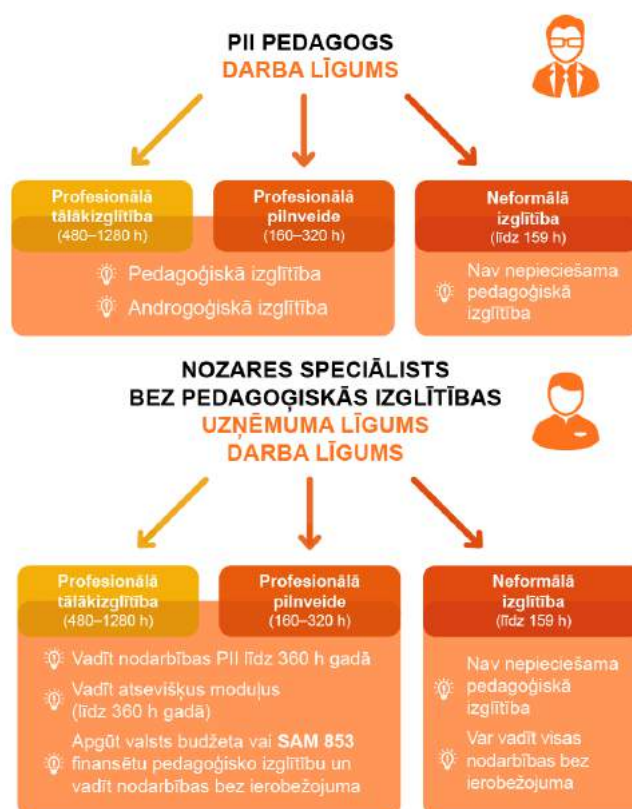 PII PEDAGOGS
DARBA LĪGUMS
Profesionālā
tālākizglītība
(480–1280 h)
Profesionālā
pilnveide
(160–320 h)
Pedagoģiskā izglītība
Androgoģiskā izglītība
Neformālā
izglītība
(līdz 159 h)
Nav nepieciešama
pedagoģiskā
izglītība
NOZARES SPECIĀLISTS
BEZ PEDAGOĢISKĀS IZGLĪTĪBAS
UZŅĒMUMA LĪGUMS
DARBA LĪGUMS
Profesionālā
tālākizglītība
(480–1280 h)
Profesionālā
pilnveide
(160–320 h)
Vadīt nodarbības PII līdz 360 h gadā
Vadīt atsevišķus moduļus
(līdz 360 h gadā)
Apgūt valsts budžeta vai SAM 853
finansētu pedagoģisko izglītību un
vadīt nodarbības bez ierobežojuma
Neformālā
izglītība
(līdz 159 h)
Nav nepieciešama
pedagoģiskā
izglītība
Var vadīt visas
nodarbības bez
ierobežojuma